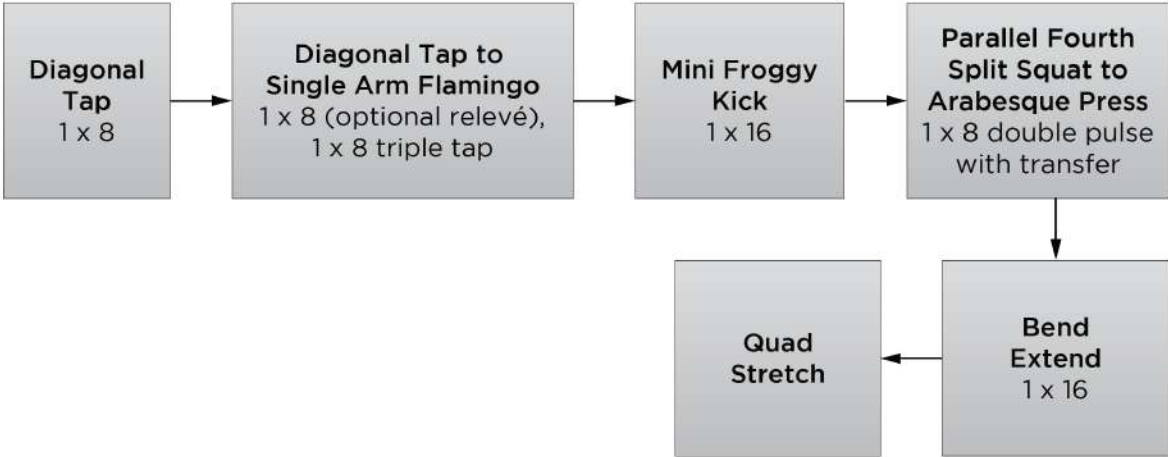 Diagonal
Tap
1 x 8
Diagonal Tap to
Single Arm Flamingo
1 x 8 (optional relevé),
1 x 8 triple tap
Mini Froggy
Kick
1 x 16
Parallel Fourth
Split Squat to
Arabesque Press
1 x 8 double pulse
with transfer
Bend
Extend
1 x 16
Quad
Stretch